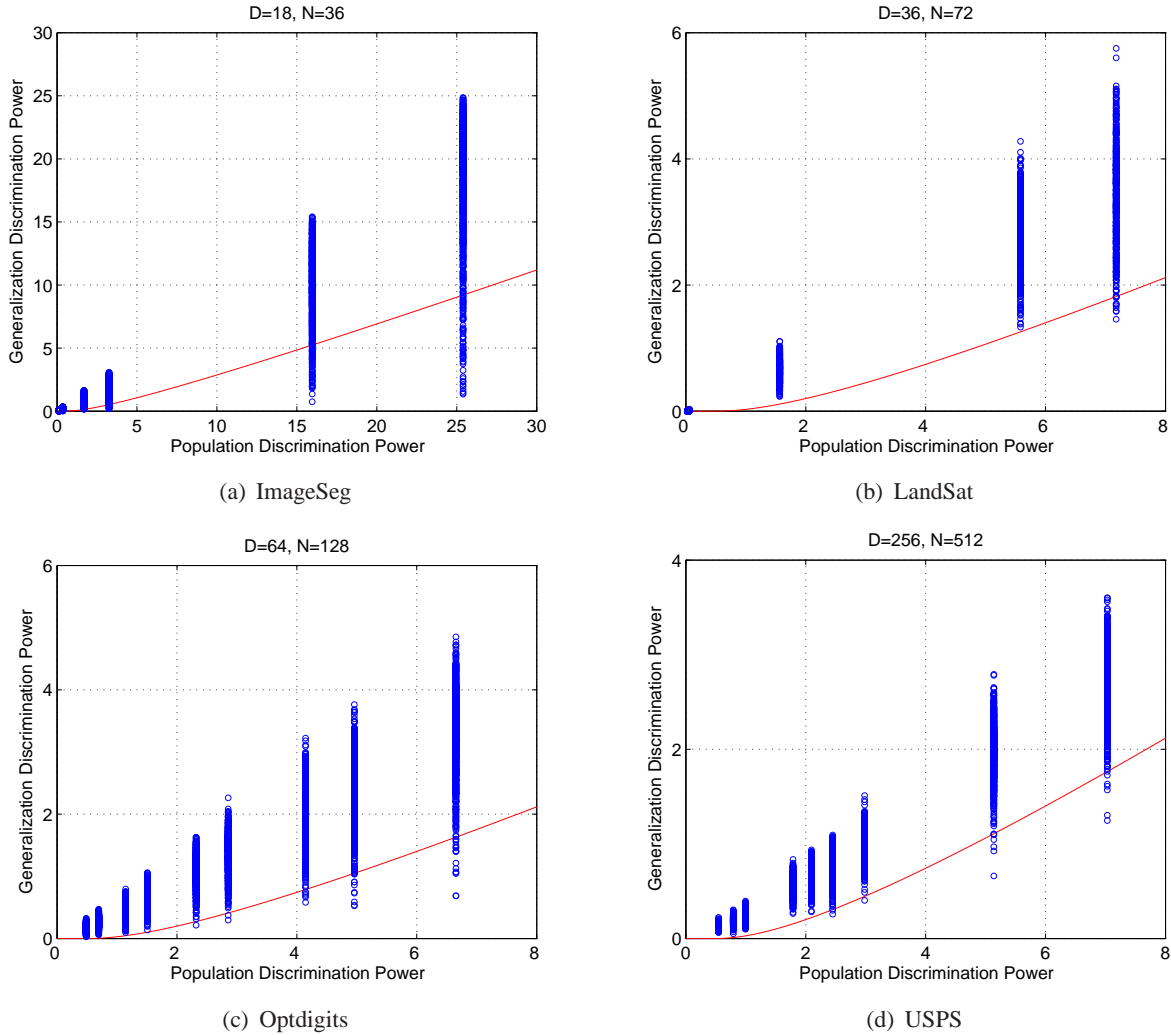 D=18, N=36
30
25
20
15
10
5
0
0 5 10 15 20 25 30
Generalization Discrimination Power
Population Discrimination Power
(a) ImageSeg
D=36, N=72
6
4
2
0
0 2 4 6 8
Generalization Discrimination Power
Population Discrimination Power
(b) LandSat
D=64, N=128
6
4
2
0
0 2 4 6 8
Generalization Discrimination Power
Population Discrimination Power
(c) Optdigits
D=256, N=512
4
2
0
0 2 4 6 8
Generalization Discrimination Power
Population Discrimination Power
(d) USPS